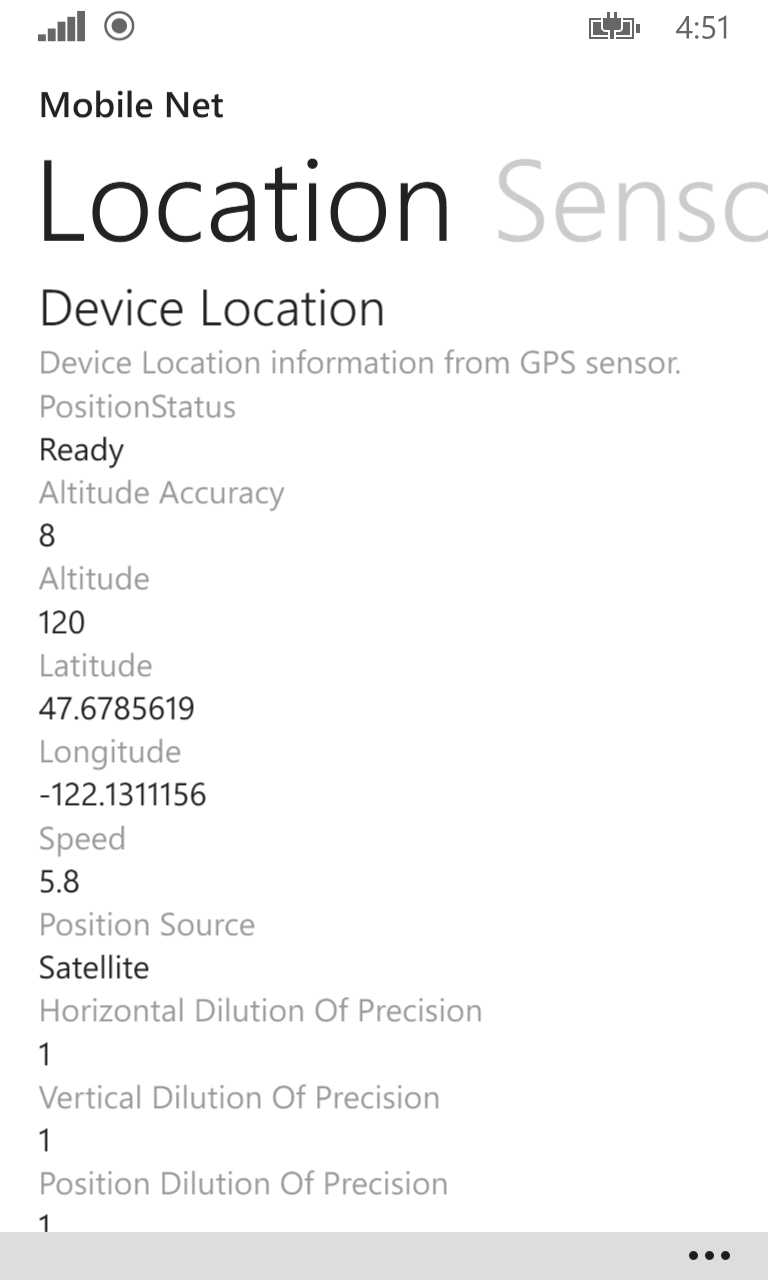 4:51
Mobile Net
Location Senso
Device Location
Device Location information from GPS sensor.
PositionStatus
Ready
Altitude Accuracy
8
Altitude
120
Latitude
47.6785619
Longitude
-122.1311156
Speed
5.8
Position Source
Satellite
Horizontal Dilution Of Precision
1
Vertical Dilution Of Precision
1
Position Dilution Of Precision
1